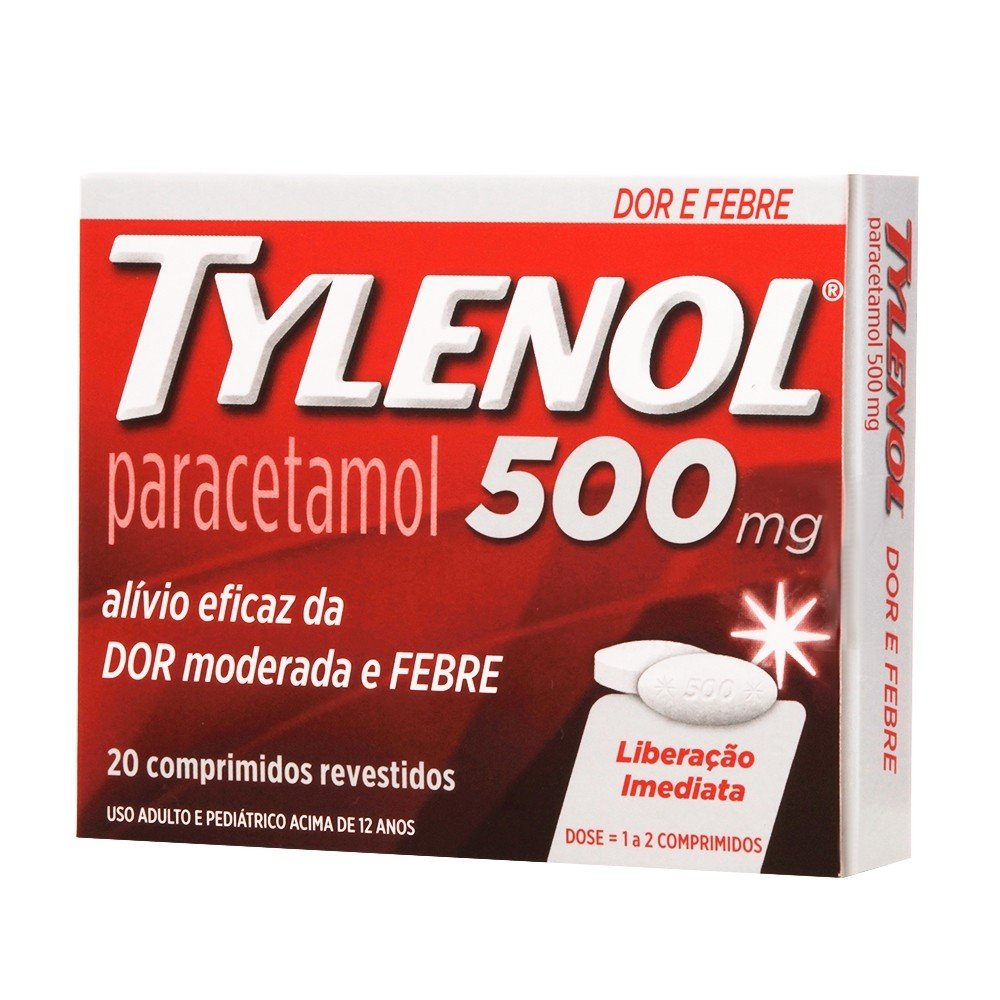 DOR E FEBRE
TYLENOL®
paracetamol 500 mg
alívio eficaz da
DOR moderada e FEBRE
20 comprimidos revestidos
USO ADULTO E PEDIÁTRICO ACIMA DE 12 ANOS
500
Liberação
Imediata
DOSE = 1 a 2 COMPRIMIDOS
TYLENOL DOR E FEBRE
paracetamol 500 mg